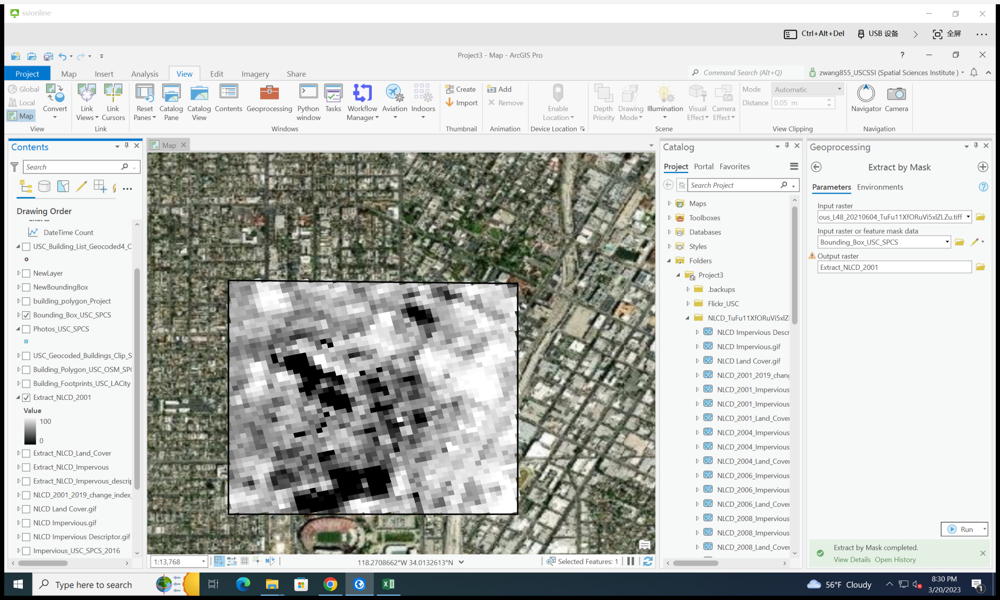 ssionline
Ctrl+Alt+Del USB 设备 全屏
Project3 - Map - ArcGIS Pro
Project Map Insert Analysis View Edit Imagery Share
Command Search (Alt+Q)
zwang855_USCSSI (Spatial Sciences Institute )
Global
Local
Map
Convert
View
Link Views
Link Cursors
Link
Reset Panes
Catalog Pane
Catalog View
Contents
Geoprocessing
Python window
Tasks
Workflow Manager
Aviation
Indoors
Windows
Create
Import
Thumbnail
Add
Remove
Animation
Enable Location
Device Location
Depth Priority
Drawing Mode
Illumination
Visual Effect
Camera Effect
Scene
Mode Automatic
Distance 0.05 m
View Clipping
Navigator
Camera
Navigation
Contents
Search
Drawing Order
Charts
DateTime Count
USC_Building_List_Geocoded4_C
NewLayer
NewBoundingBox
building_polygon_Project
Bounding_Box_USC_SPCS
Photos_USC_SPCS
USC_Geocoded_Buildings_Clip_S
Building_Polygon_USC_OSM_SP
Building_Footprints_USC_LACity
Extract_NLCD_2001
Value
100
0
Extract_NLCD_Land_Cover
Extract_NLCD_Impervous
Extract_NLCD_Impervous_descrip
NLCD_2001_2019_change_index_
NLCD Land Cover.gif
NLCD Impervious.gif
NLCD Impervious Descriptor.gif
Impervious_USC_SPCS_2016
Map
1:13,768
118.2708662°W 34.0132613°N
Selected Features: 1
Catalog
Project Portal Favorites
Search Project
Maps
Toolboxes
Databases
Styles
Folders
Project3
.backups
Flickr_USC
NLCD_TuFu11XfORuVi5xlZ
NLCD Impervious Descr
NLCD Impervious.gif
NLCD Land Cover.gif
NLCD_2001_2019_chang
NLCD_2001_Impervious
NLCD_2001_Impervious
NLCD_2001_Land_Cover
NLCD_2004_Impervious
NLCD_2004_Impervious
NLCD_2004_Land_Cover
NLCD_2006_Impervious
NLCD_2006_Impervious
NLCD_2006_Land_Cover
NLCD_2008_Impervious
NLCD_2008_Impervious
NLCD_2008_Land_Cover
Geoprocessing
Extract by Mask
Parameters Environments
Input raster
ous_L48_20210604_TuFu11XfORuVi5xlZLZu.tiff
Input raster or feature mask data
Bounding_Box_USC_SPCS
Output raster
Extract_NLCD_2001
Run
Extract by Mask completed.
View Details Open History
Type here to search
56°F Cloudy
8:30 PM
3/20/2023
1